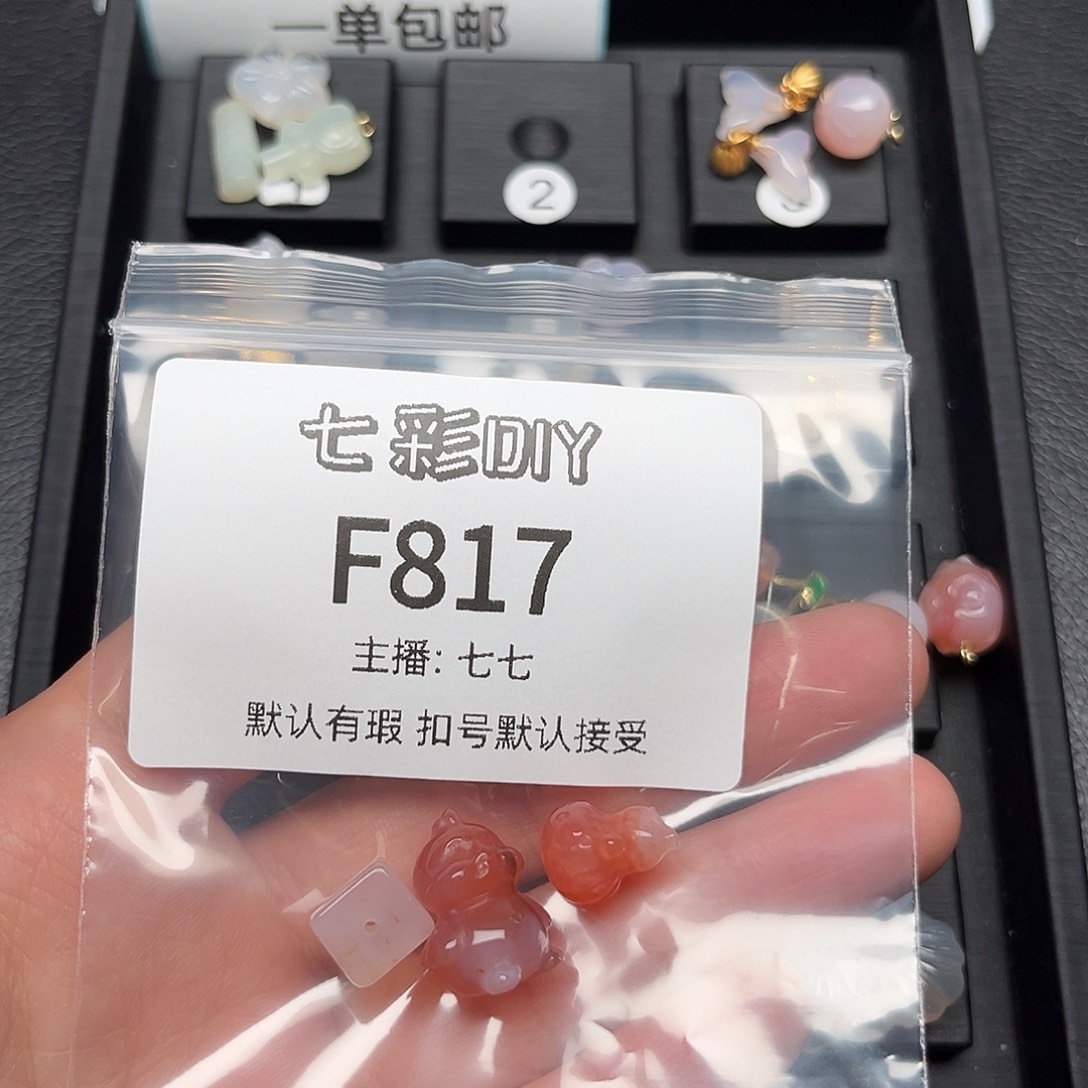 一单包邮
2
七彩DIY
F817
主播: 七七
默认有瑕 扣号默认接受